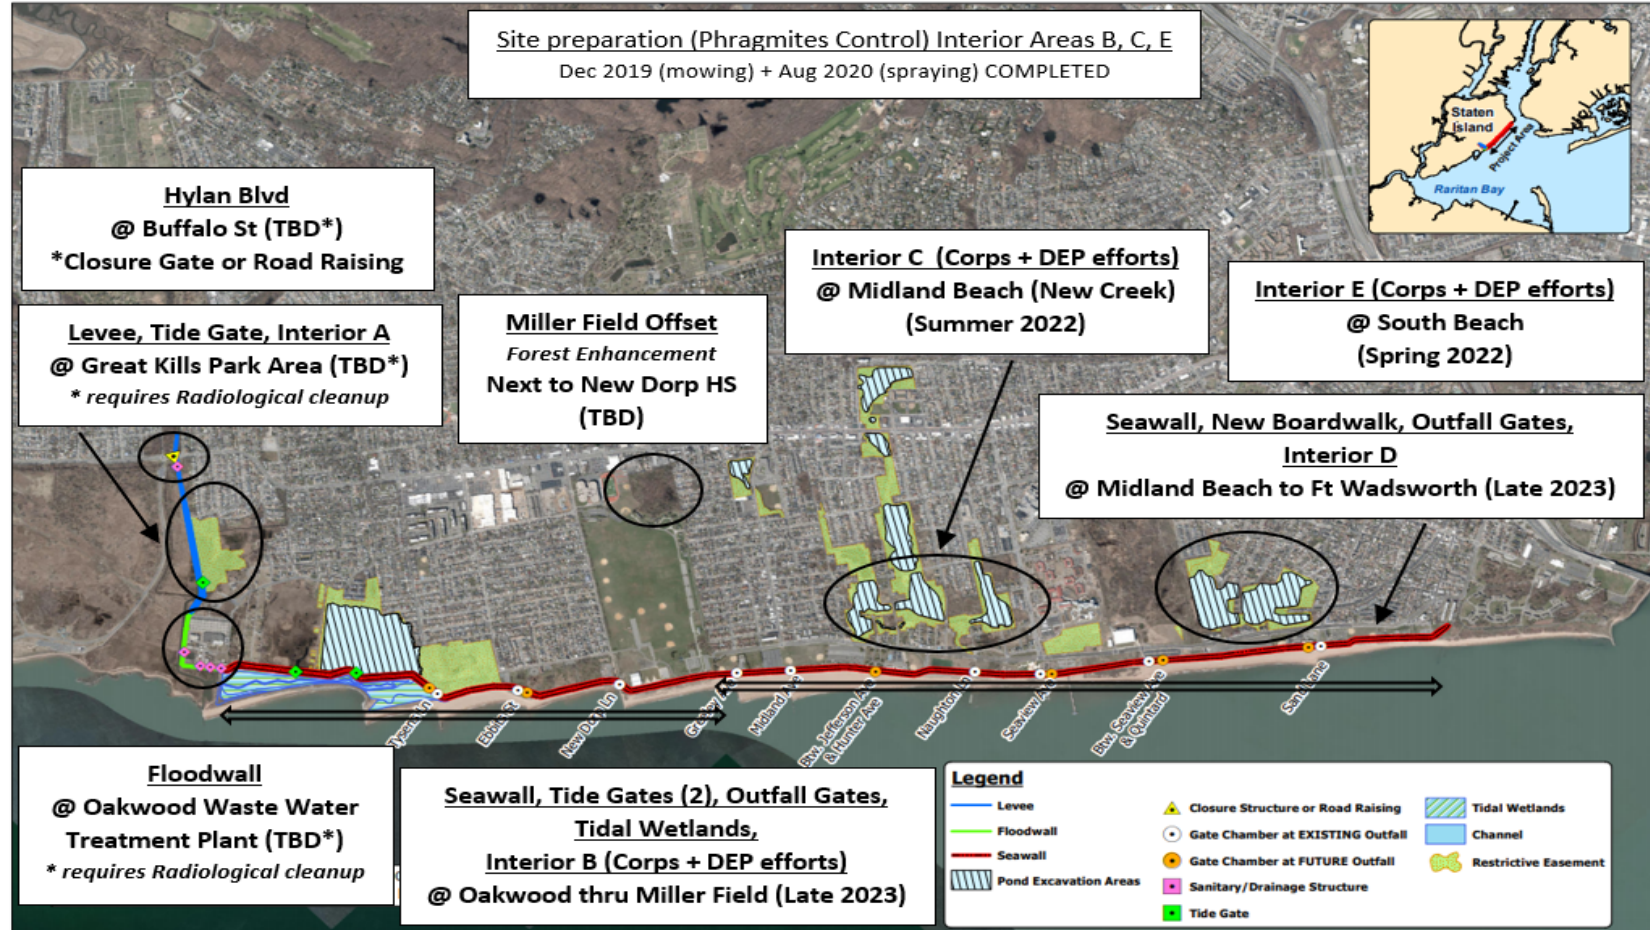 Site preparation (Phragmites Control) Interior Areas B, C, E
Dec 2019 (mowing) + Aug 2020 (spraying) COMPLETED
Staten
Island
Project Area
Raritan Bay
Hylan Blvd
@ Buffalo St (TBD*)
*Closure Gate or Road Raising
Levee, Tide Gate, Interior A
@ Great Kills Park Area (TBD*)
* requires Radiological cleanup
Miller Field Offset
Forest Enhancement
Next to New Dorp HS
(TBD)
Interior C (Corps + DEP efforts)
@ Midland Beach (New Creek)
(Summer 2022)
Interior E (Corps + DEP efforts)
@ South Beach
(Spring 2022)
Seawall, New Boardwalk, Outfall Gates,
Interior D
@ Midland Beach to Ft Wadsworth (Late 2023)
Tysens Ln
Ebbits St
New Dorp Ln
Greeley Ave
Midland Ave
Btw. Jefferson Ave
& Hunter Ave
Naughton Ln
Seaview Ave
Btw. Seaview Ave
& Quintard
Sand Lane
Floodwall
@ Oakwood Waste Water
Treatment Plant (TBD*)
* requires Radiological cleanup
Seawall, Tide Gates (2), Outfall Gates,
Tidal Wetlands,
Interior B (Corps + DEP efforts)
@ Oakwood thru Miller Field (Late 2023)
Legend
Levee
Floodwall
Seawall
Pond Excavation Areas
Closure Structure or Road Raising
Gate Chamber at EXISTING Outfall
Gate Chamber at FUTURE Outfall
Sanitary/Drainage Structure
Tide Gate
Tidal Wetlands
Channel
Restrictive Easement